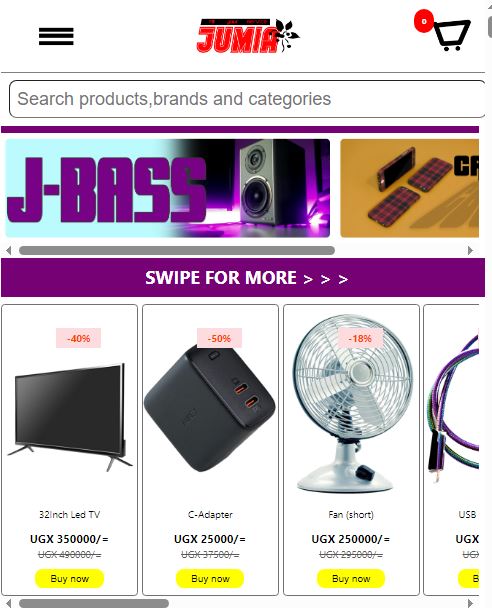 0
JUMIA
Search products,brands and categories
J-BASS
CA
SWIPE FOR MORE > > >
-40%
-50%
-18%
32Inch Led TV
C-Adapter
Fan (short)
USB
UGX 350000/=
UGX 25000/=
UGX 250000/=
UGX
UGX 490000/=
UGX 37500/=
UGX 295000/=
UG
Buy now
Buy now
Buy now
B